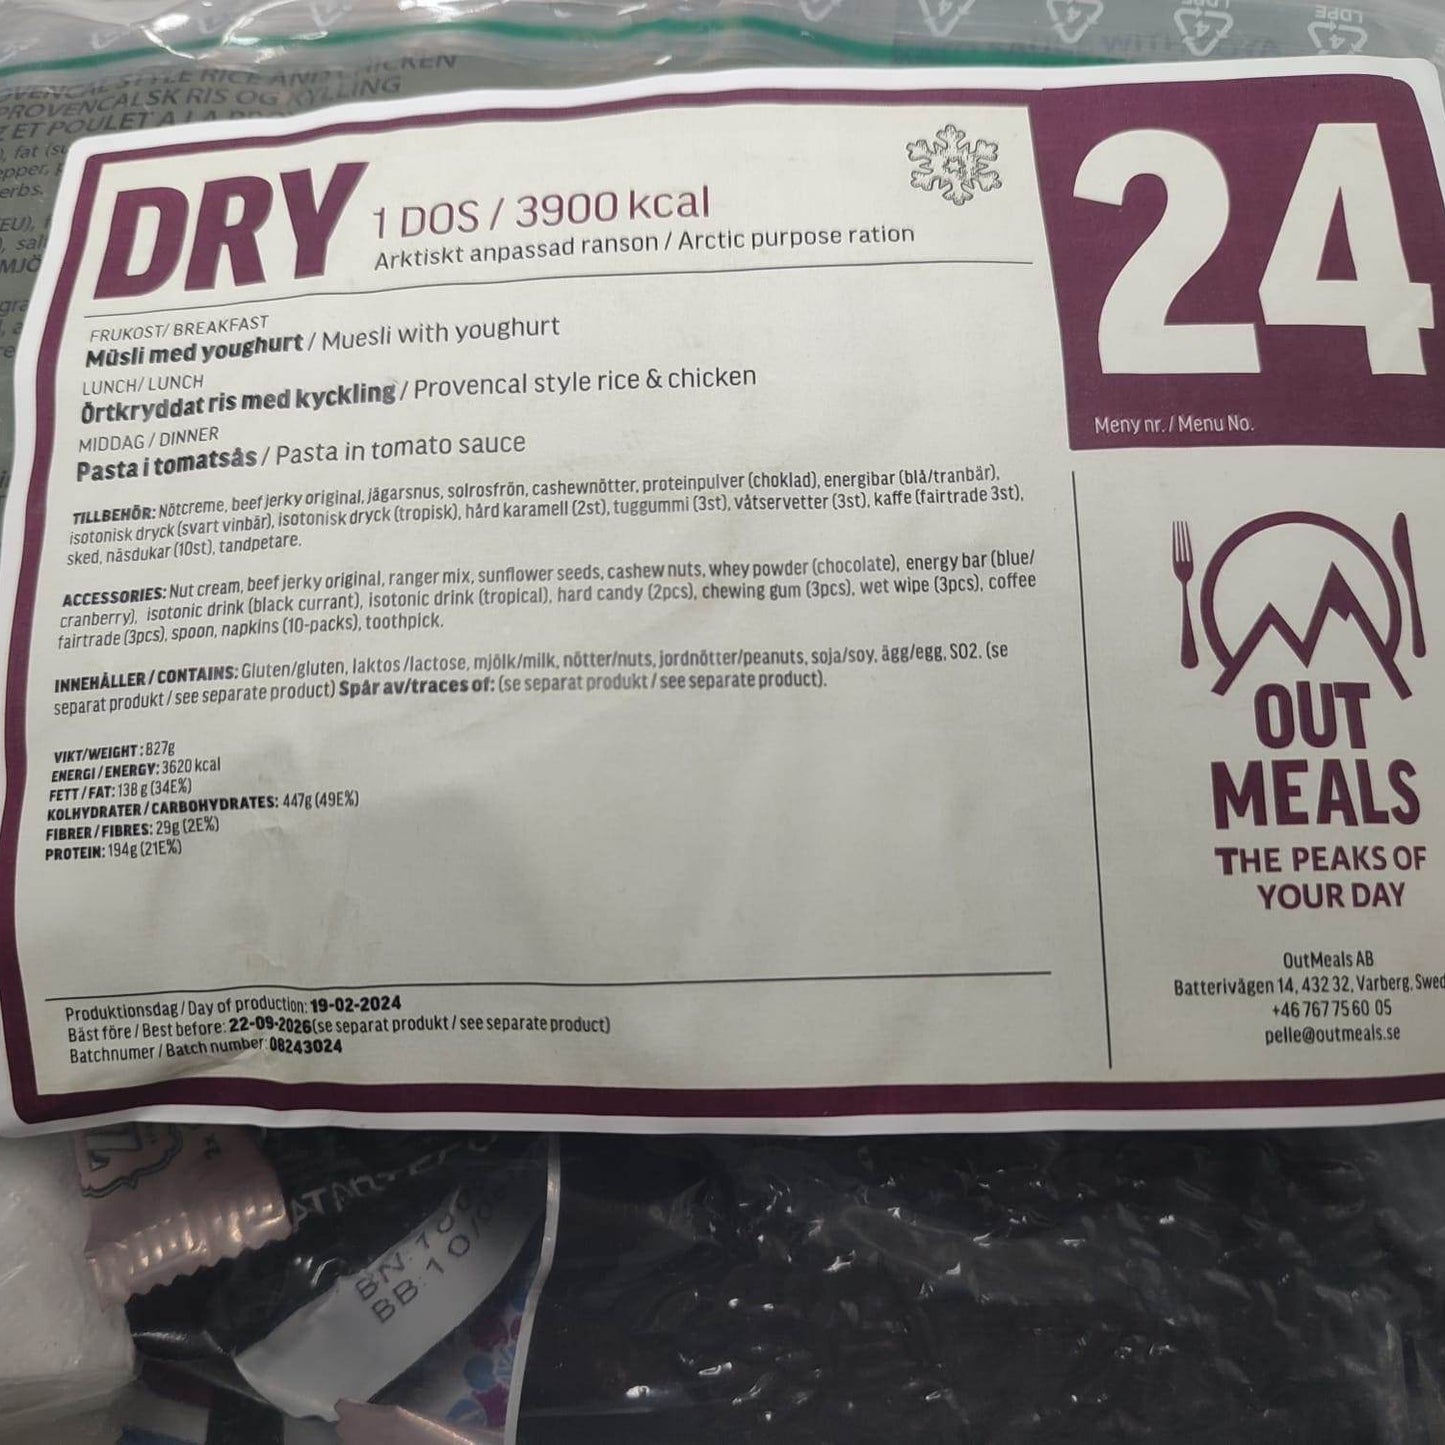 LDPE
4
PROVENCALSK RIS OG KYLLING
DRY
1 DOS / 3900 kcal
Arktiskt anpassad ranson / Arctic purpose ration
24
Meny nr. / Menu No.
FRUKOST/ BREAKFAST
Müsli med youghurt / Muesli with youghurt
LUNCH/ LUNCH
Örtkryddat ris med kyckling / Provencal style rice & chicken
MIDDAG / DINNER
Pasta i tomatsås / Pasta in tomato sauce
TILLBEHÖR: Nötcreme, beef jerky original, jägarsnus, solrosfrön, cashewnötter, proteinpulver (choklad), energibar (blå/tranbär),
isotonisk dryck (svart vinbär), isotonisk dryck (tropisk), hård karamell (2st), tuggummi (3st), våtservetter (3st), kaffe (fairtrade 3st),
sked, näsdukar (10st), tandpetare.
ACCESSORIES: Nut cream, beef jerky original, ranger mix, sunflower seeds, cashew nuts, whey powder (chocolate), energy bar (blue/
cranberry), isotonic drink (black currant), isotonic drink (tropical), hard candy (2pcs), chewing gum (3pcs), wet wipe (3pcs), coffee
fairtrade (3pcs), spoon, napkins (10-packs), toothpick.
INNEHÅLLER / CONTAINS: Gluten/gluten, laktos /lactose, mjölk/milk, nötter/nuts, jordnötter/peanuts, soja/soy, ägg/egg, SO2. (se
separat produkt / see separate product) Spår av/traces of: (se separat produkt / see separate product).
VIKT/WEIGHT : 827g
ENERGI / ENERGY: 3620 kcal
FETT / FAT: 138 g (34E%)
KOLHYDRATER / CARBOHYDRATES: 447g (49E%)
FIBRER / FIBRES: 29g (2E%)
PROTEIN: 194g (21E%)
Produktionsdag / Day of production: 19-02-2024
Bäst före / Best before: 22-09-2026 (se separat produkt / see separate product)
Batchnumer / Batch number: 08243024
OUT
MEALS
THE PEAKS OF
YOUR DAY
OutMeals AB
Batterivägen 14, 432 32, Varberg, Swed
+46 767 75 60 05
pelle@outmeals.se